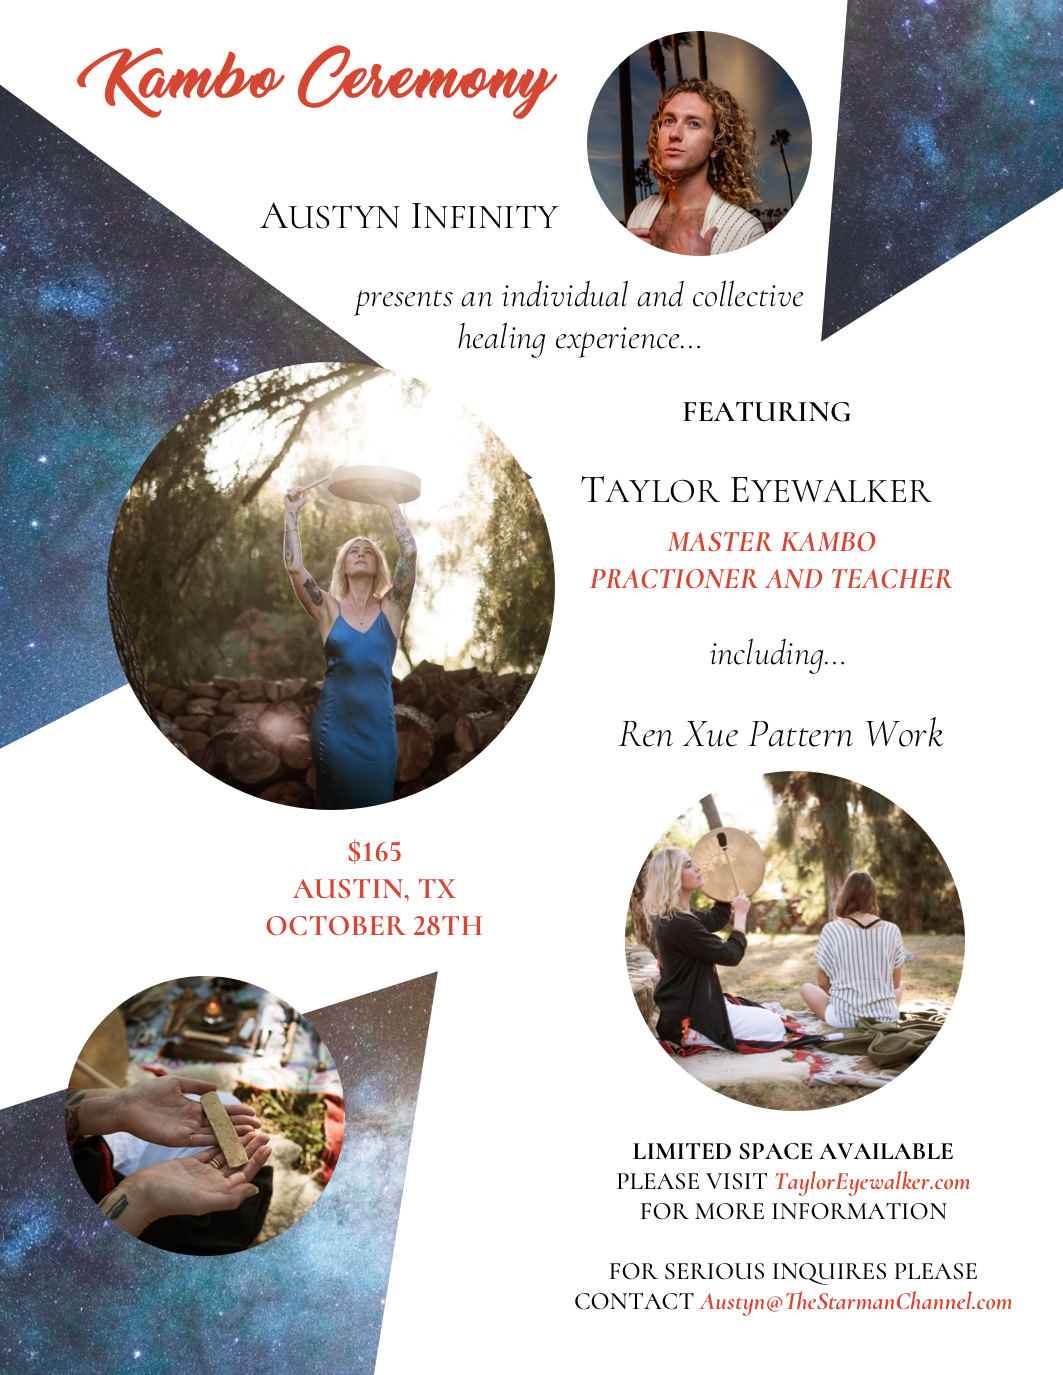 Kambo Ceremony
AUSTYN INFINITY
presents an individual and collective
healing experience...
FEATURING
TAYLOR EYEWALKER
MASTER KAMBO
PRACTIONER AND TEACHER
including...
Ren Xue Pattern Work
$165
AUSTIN, TX
OCTOBER 28TH
LIMITED SPACE AVAILABLE
PLEASE VISIT TaylorEyewalker.com
FOR MORE INFORMATION
FOR SERIOUS INQUIRES PLEASE
CONTACT Austyn@TheStarmanChannel.com